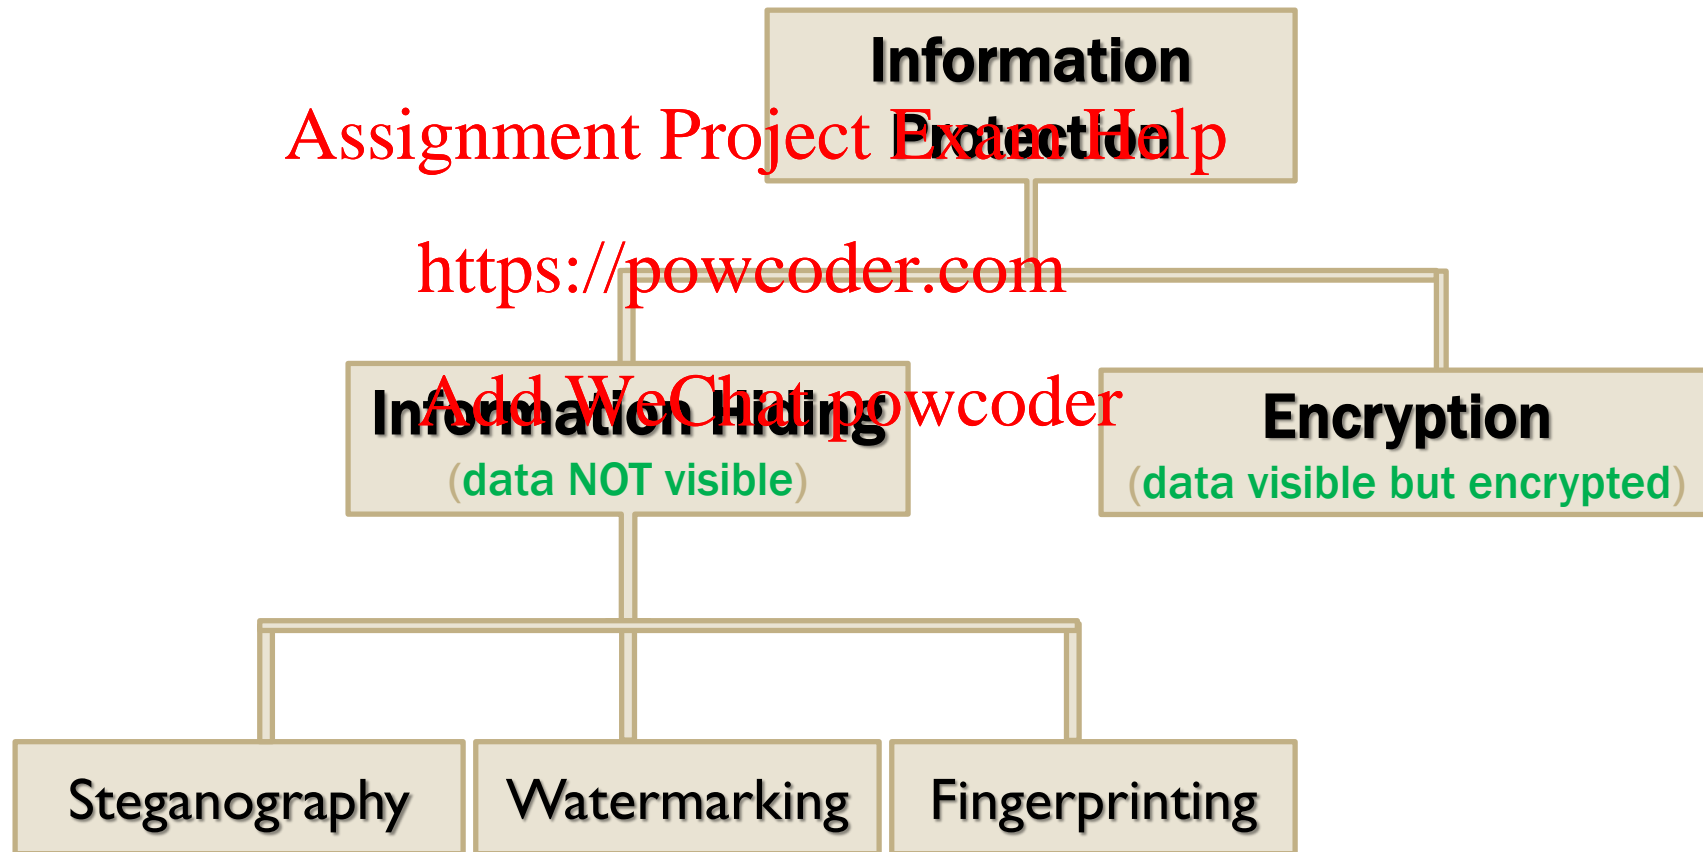 Information
Protection
Assignment Project Exam Help
https://powcoder.com
Information Hiding
(data NOT visible)
Add WeChat powcoder
Encryption
(data visible but encrypted)
Steganography
Watermarking
Fingerprinting